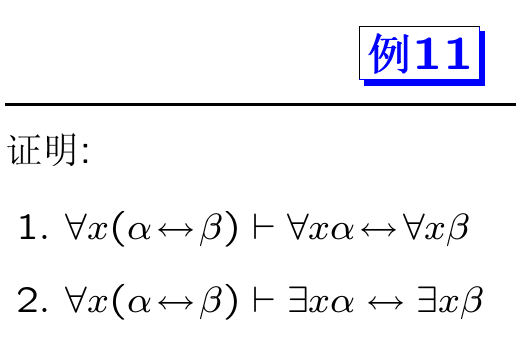 例11
证明:
1. ∀x(α↔β) ⊢ ∀xα↔∀xβ
2. ∀x(α↔β) ⊢ ∃xα ↔ ∃xβ